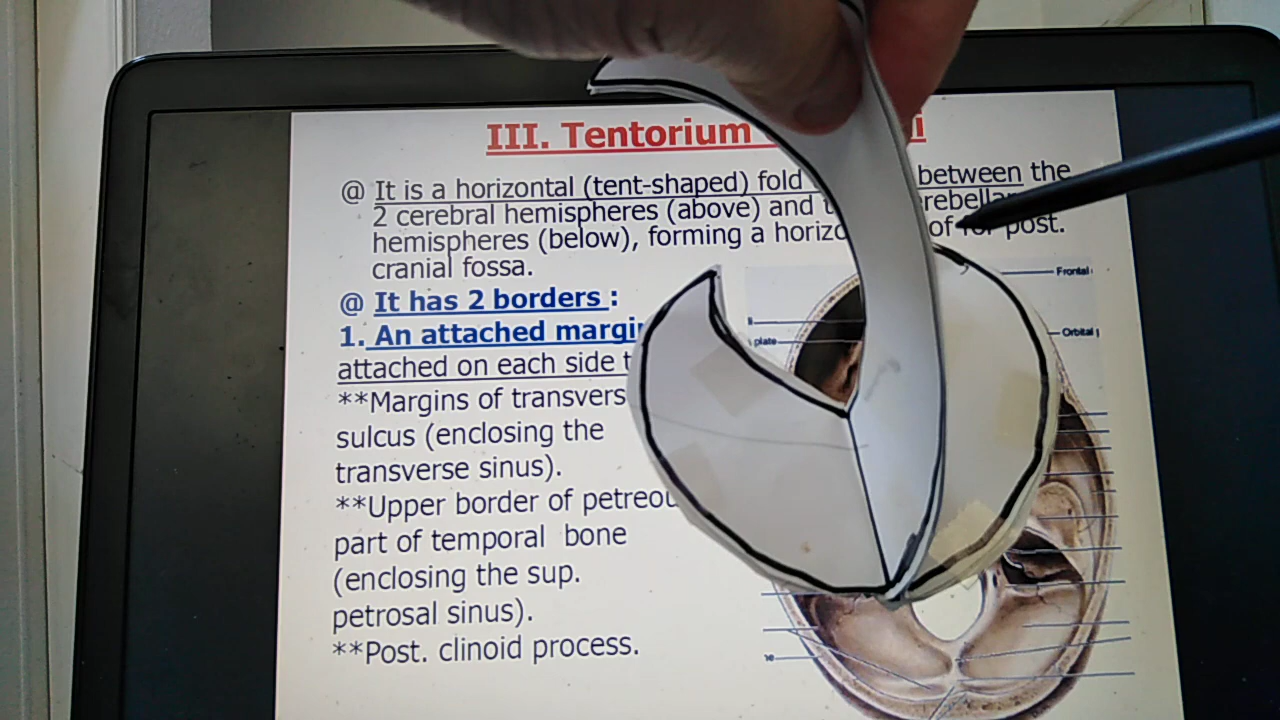 III. Tentorium
@ It is a horizontal (tent-shaped) fold between the
2 cerebral hemispheres (above) and
hemispheres (below), forming a of for post.
cranial fossa.
@ It has 2 borders :
1. An attached
attached on each side
**Margins of
sulcus (enclosing the
transverse sinus).
**Upper border of
part of temporal bone
(enclosing the sup.
petrosal sinus).
**Post. clinoid process.
Frontal
Orbital
plate